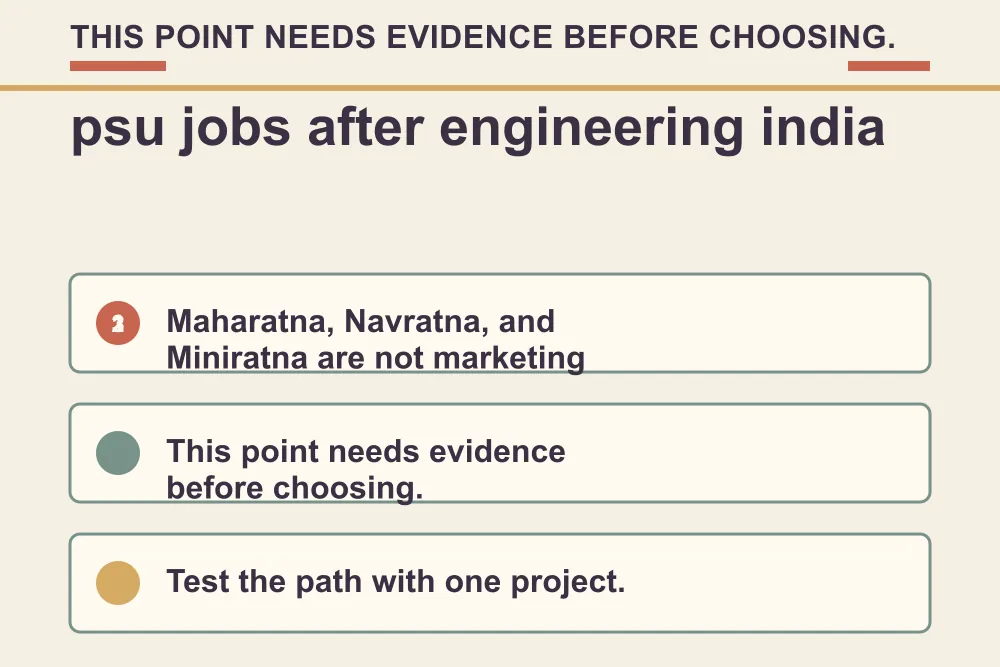 THIS POINT NEEDS EVIDENCE BEFORE CHOOSING.
psu jobs after engineering india
Maharatna, Navratna, and
Miniratna are not marketing
This point needs evidence
before choosing.
Test the path with one project.